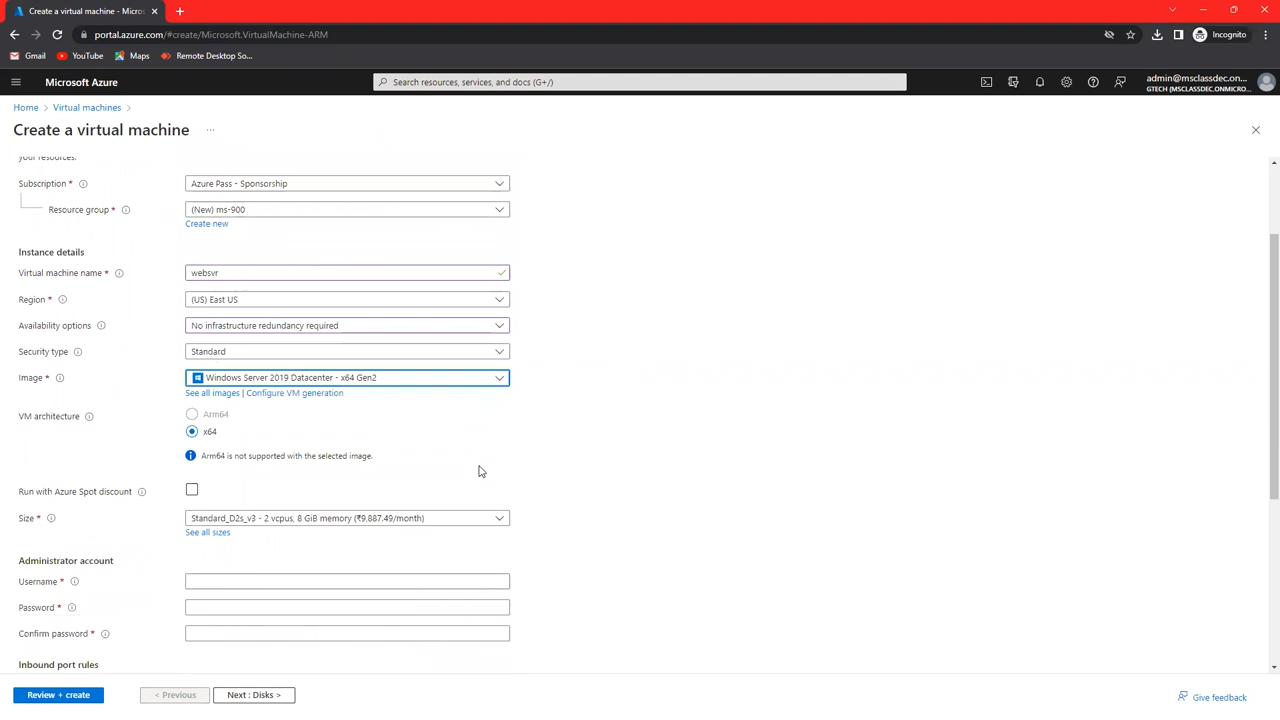 Create a virtual machine - Micros
portal.azure.com/#create/Microsoft.VirtualMachine-ARM
Incognito
Gmail
YouTube
Maps
Remote Desktop So...
Microsoft Azure
Search resources, services, and docs (G+/)
admin@msclassdec.on...
GTECH (MSCLASSDEC.ONMICRO...
Home > Virtual machines >
Create a virtual machine ...
your resources.
Subscription *
Azure Pass - Sponsorship
Resource group *
(New) ms-900
Create new
Instance details
Virtual machine name *
websvr
Region *
(US) East US
Availability options
No infrastructure redundancy required
Security type
Standard
Image *
Windows Server 2019 Datacenter - x64 Gen2
See all images | Configure VM generation
VM architecture
Arm64
x64
Arm64 is not supported with the selected image.
Run with Azure Spot discount
Size *
Standard_D2s_v3 - 2 vcpus, 8 GiB memory (₹9,887.49/month)
See all sizes
Administrator account
Username *
Password *
Confirm password *
Inbound port rules
Review + create
< Previous
Next : Disks >
Give feedback